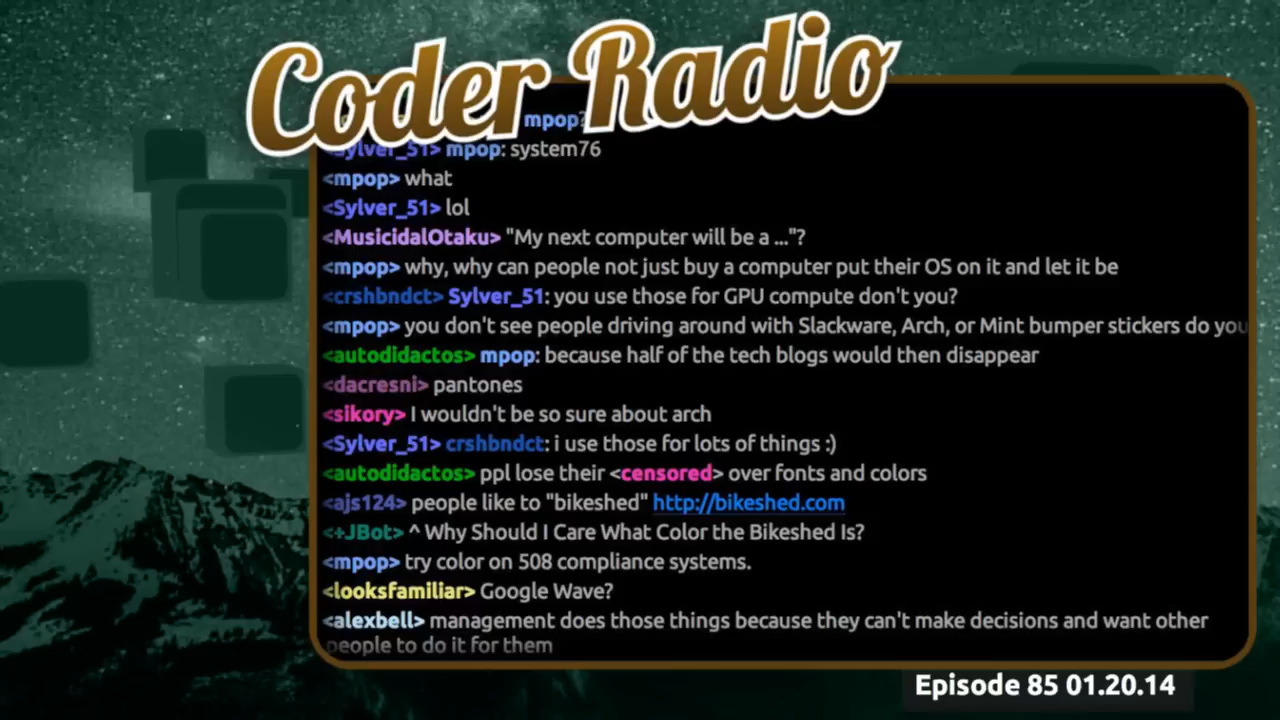 Coder Radio
mpop?
<Sylver_51> mpop: system76
<mpop> what
<Sylver_51> lol
<MusicidalOtaku> "My next computer will be a ..."?
<mpop> why, why can people not just buy a computer put their OS on it and let it be
<crshbndct> Sylver_51: you use those for GPU compute don't you?
<mpop> you don't see people driving around with Slackware, Arch, or Mint bumper stickers do you
<autodidactos> mpop: because half of the tech blogs would then disappear
<dacresni> pantones
<sikory> I wouldn't be so sure about arch
<Sylver_51> crshbndct: i use those for lots of things :)
<autodidactos> ppl lose their <censored> over fonts and colors
<ajs124> people like to "bikeshed" http://bikeshed.com
<+JBot> ^ Why Should I Care What Color the Bikeshed Is?
<mpop> try color on 508 compliance systems.
<looksfamiliar> Google Wave?
<alexbell> management does those things because they can't make decisions and want other
people to do it for them
Episode 85 01.20.14